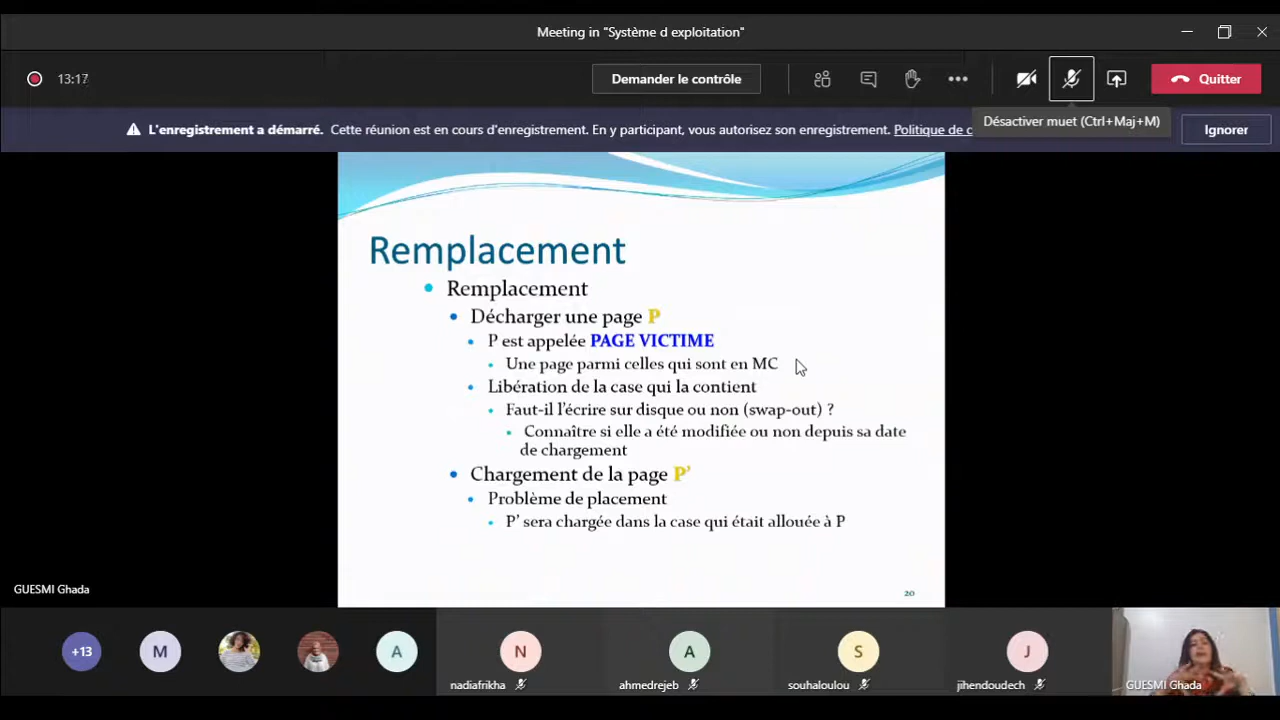 Meeting in "Système d exploitation"
13:17
Demander le contrôle
Quitter
L'enregistrement a démarré. Cette réunion est en cours d'enregistrement. En y participant, vous autorisez son enregistrement. Politique de c
Désactiver muet (Ctrl+Maj+M)
Ignorer
Remplacement
Remplacement
Décharger une page P
P est appelée PAGE VICTIME
Une page parmi celles qui sont en MC
Libération de la case qui la contient
Faut-il l'écrire sur disque ou non (swap-out) ?
Connaître si elle a été modifiée ou non depuis sa date
de chargement
Chargement de la page P'
Problème de placement
P' sera chargée dans la case qui était allouée à P
20
GUESMI Ghada
+13
M
A
N
A
S
J
nadiafrikha
ahmedrejeb
souhaloulou
jihendoudech
GUESMI Ghada